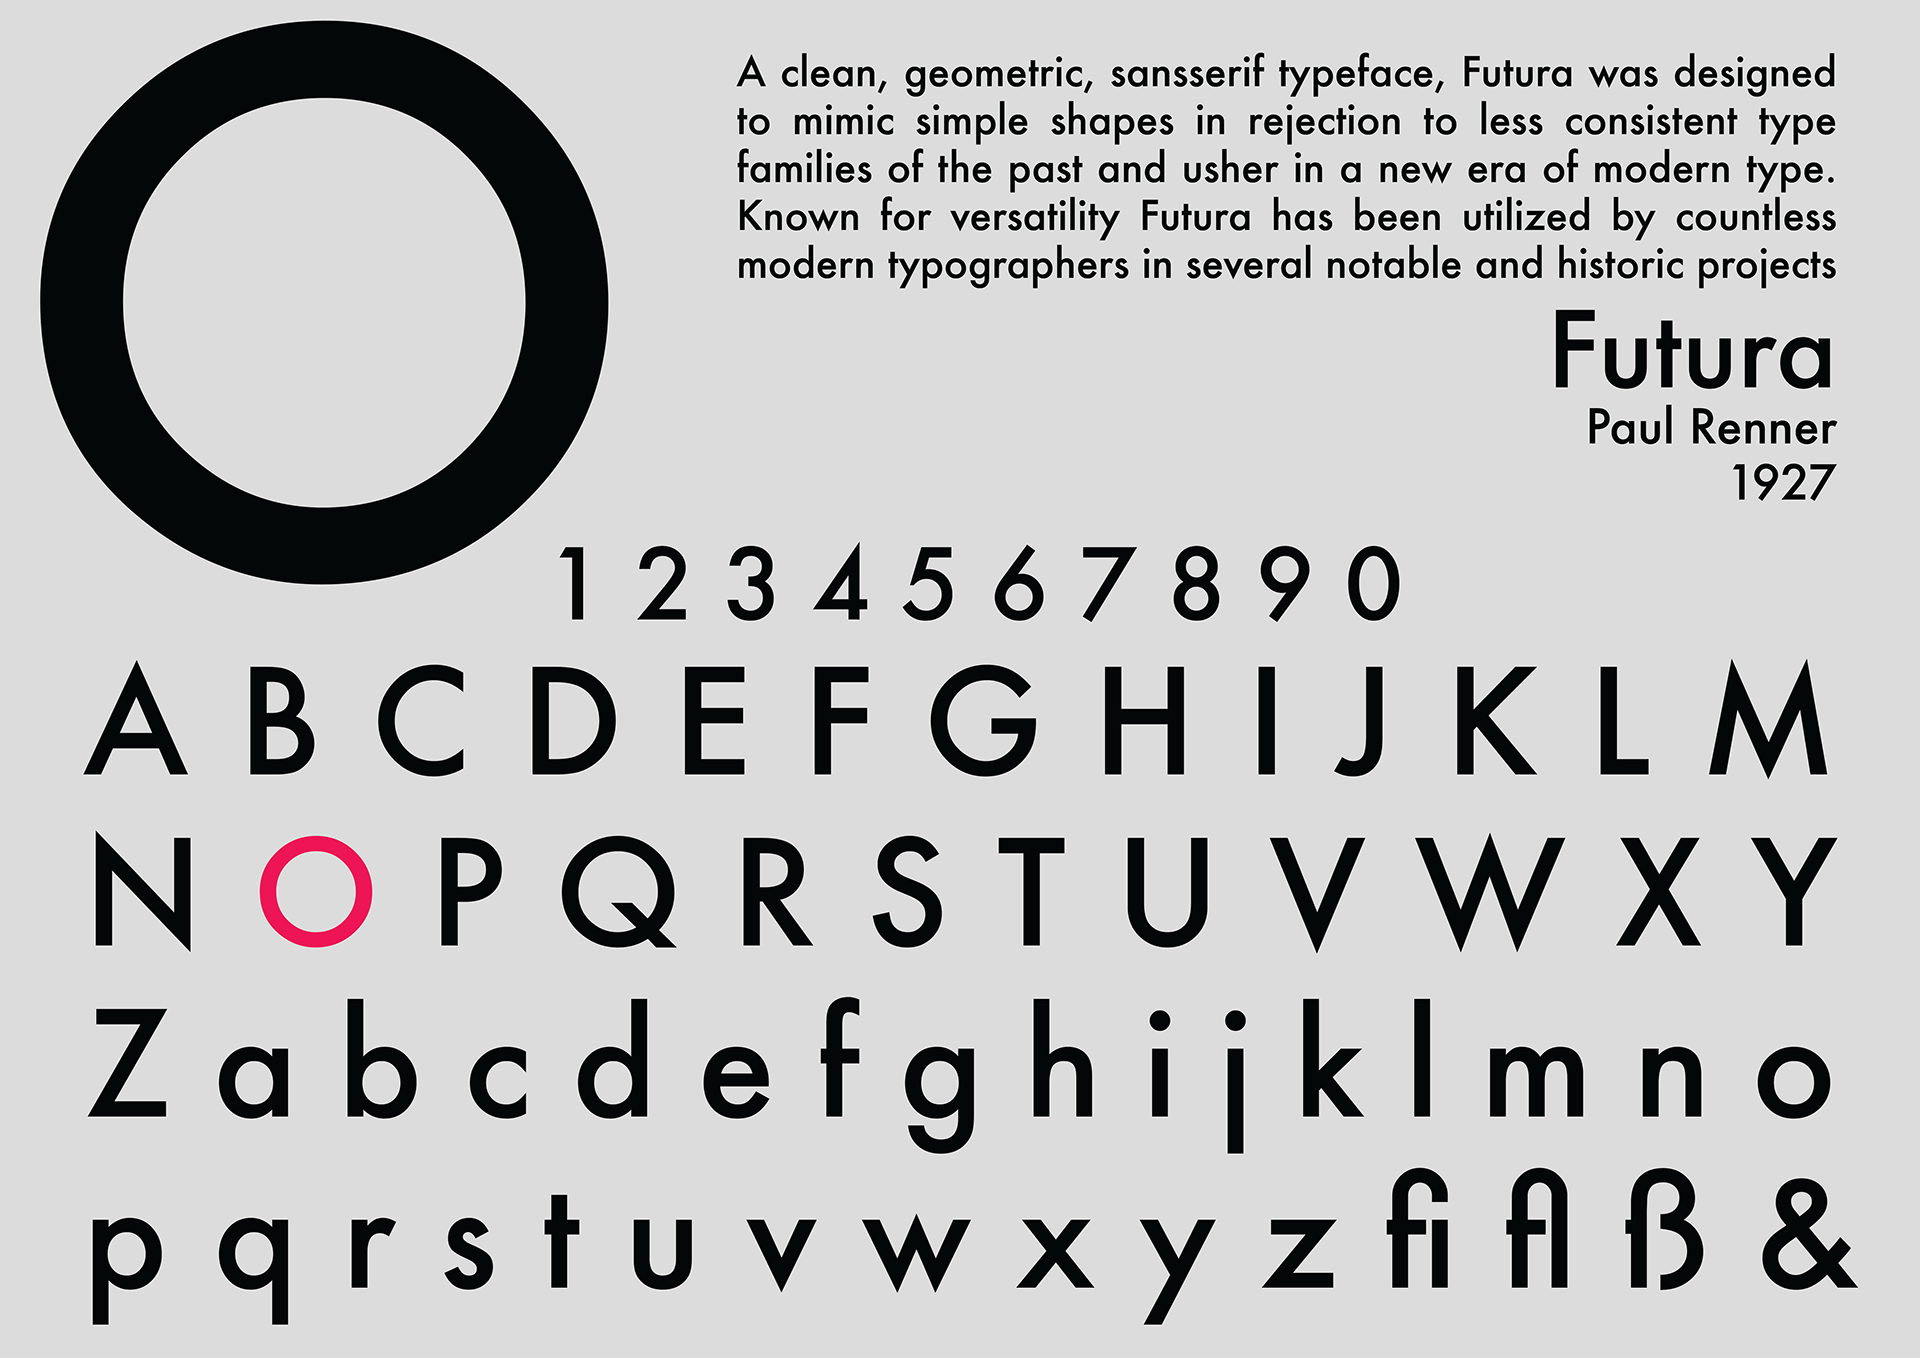 O
A clean, geometric, sansserif typeface, Futura was designed
to mimic simple shapes in rejection to less consistent type
families of the past and usher in a new era of modern type.
Known for versatility Futura has been utilized by countless
modern typographers in several notable and historic projects
Futura
Paul Renner
1927
1 2 3 4 5 6 7 8 9 0
A B C D E F G H I J K L M
N O P Q R S T U V W X Y
Z a b c d e f g h i j k l m n o
p q r s t u v w x y z fi fl ß &